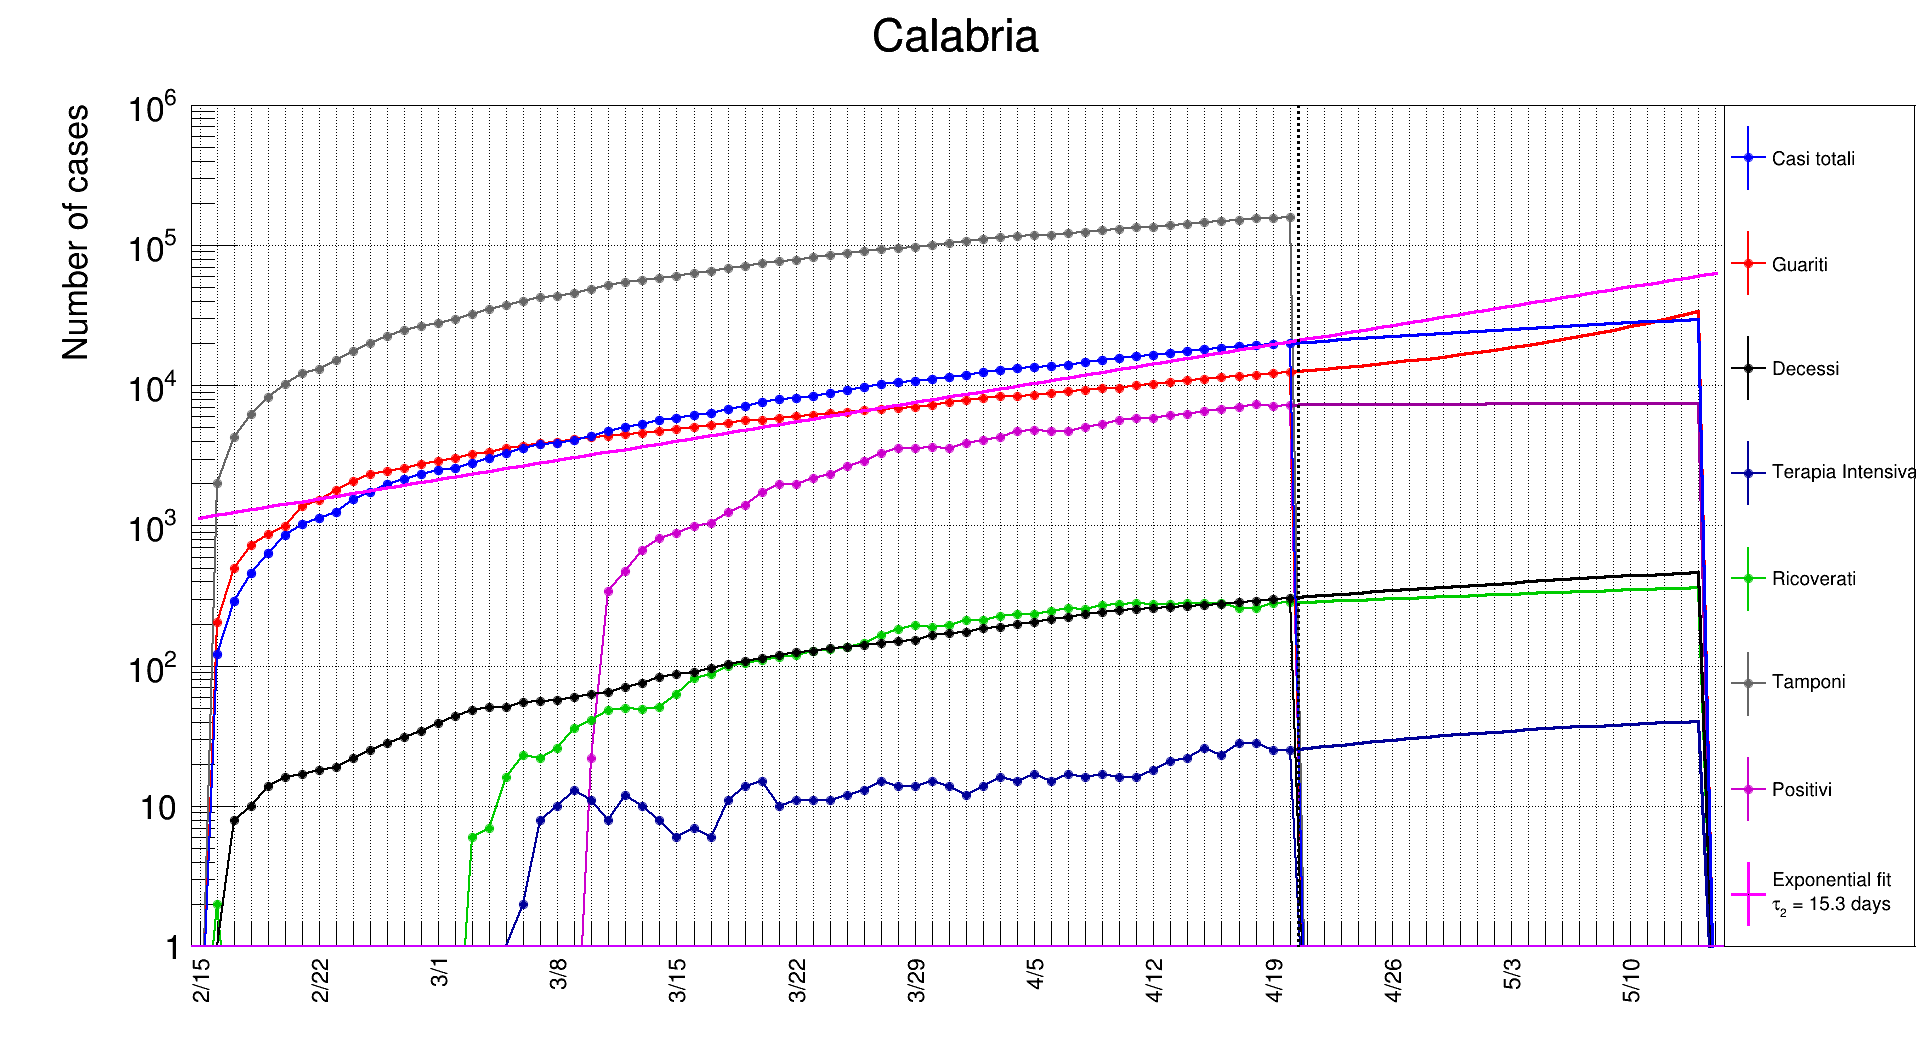 Calabria
Number of cases
10^6
10^5
10^4
10^3
10^2
10
1
2/15 2/22 3/1 3/8 3/15 3/22 3/29 4/5 4/12 4/19 4/26 5/3 5/10
Casi totali
Guariti
Decessi
Terapia Intensiva
Ricoverati
Tamponi
Positivi
Exponential fit
τ₂ = 15.3 days